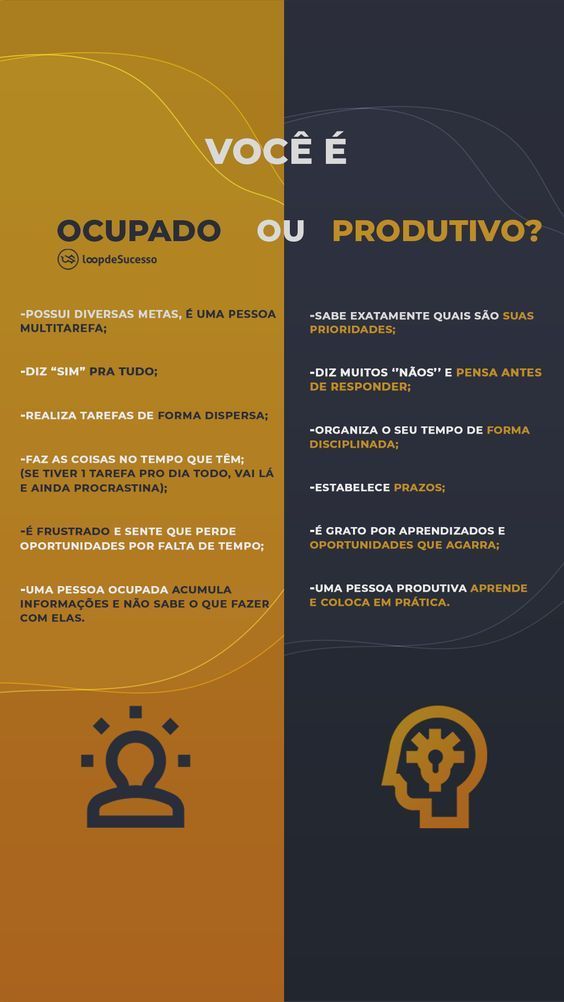 VOCÊ É
OCUPADO OU PRODUTIVO?
loopdeSucesso
-POSSUI DIVERSAS METAS, É UMA PESSOA
MULTITAREFA;
-DIZ “SIM” PRA TUDO;
-REALIZA TAREFAS DE FORMA DISPERSA;
-FAZ AS COISAS NO TEMPO QUE TÊM;
(SE TIVER 1 TAREFA PRO DIA TODO, VAI LÁ
E AINDA PROCRASTINA);
-É FRUSTRADO E SENTE QUE PERDE
OPORTUNIDADES POR FALTA DE TEMPO;
-UMA PESSOA OCUPADA ACUMULA
INFORMAÇÕES E NÃO SABE O QUE FAZER
COM ELAS.
-SABE EXATAMENTE QUAIS SÃO SUAS
PRIORIDADES;
-DIZ MUITOS ‘’NÃOS’’ E PENSA ANTES
DE RESPONDER;
-ORGANIZA O SEU TEMPO DE FORMA
DISCIPLINADA;
-ESTABELECE PRAZOS;
-É GRATO POR APRENDIZADOS E
OPORTUNIDADES QUE AGARRA;
-UMA PESSOA PRODUTIVA APRENDE
E COLOCA EM PRÁTICA.